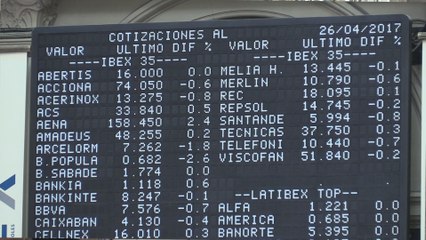 COTIZACIONES AL 26/04/2017
VALOR ULTIMO DIF %
----IBEX 35----
ABERTIS 16.000 0.0
ACCIONA 74.050 -0.6
ACERINOX 13.275 -0.8
ACS 33.840 0.5
AENA 158.450 2.4
AMADEUS 48.255 0.2
ARCELORM 7.262 -1.8
B.POPULA 0.682 -2.6
B.SABADE 1.774 0.0
BANKIA 1.118 0.6
BANKINTE 8.247 -0.1
BBVA 7.576 -0.7
CAIXABAN 4.130 -0.4
CELLNEX 16.010 0.3
VALOR ULTIMO DIF %
----IBEX 35----
MELIA H. 13.445 -0.1
MERLIN 10.790 -0.6
REC 18.095 0.1
REPSOL 14.745 -0.2
SANTANDE 5.994 -0.8
TECNICAS 37.750 0.3
TELEFONI 10.440 -0.7
VISCOFAN 51.840 -0.2
--LATIBEX TOP--
ALFA 1.221 0.0
AMERICA 0.685 0.0
BANORTE 5.395 0.0